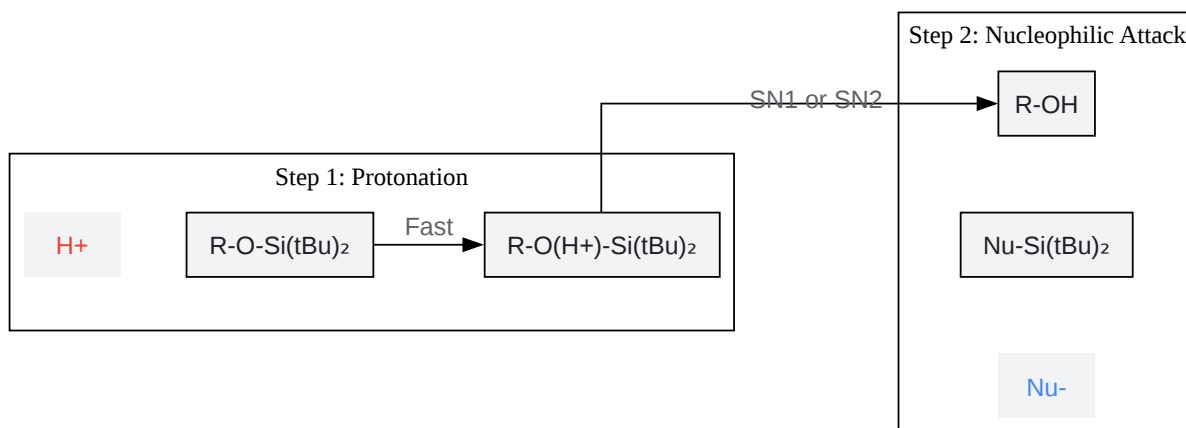 Step 2: Nucleophilic Attack
SN1 or SN2
R-OH
Step 1: Protonation
H+
R-O-Si(tBu)₂
Fast
R-O(H+)-Si(tBu)₂
Nu-Si(tBu)₂
Nu-